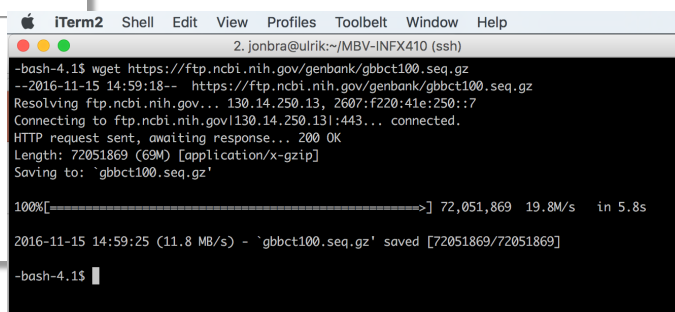 iTerm2 Shell Edit View Profiles Toolbelt Window Help
2. jonbra@ulrik:~/MBV-INFX410 (ssh)
-bash-4.1$ wget https://ftp.ncbi.nih.gov/genbank/gbbct100.seq.gz
--2016-11-15 14:59:18-- https://ftp.ncbi.nih.gov/genbank/gbbct100.seq.gz
Resolving ftp.ncbi.nih.gov... 130.14.250.13, 2607:f220:41e:250::7
Connecting to ftp.ncbi.nih.gov|130.14.250.13|:443... connected.
HTTP request sent, awaiting response... 200 OK
Length: 72051869 (69M) [application/x-gzip]
Saving to: `gbbct100.seq.gz'
100%[=====================================================>] 72,051,869 19.8M/s in 5.8s
2016-11-15 14:59:25 (11.8 MB/s) - `gbbct100.seq.gz' saved [72051869/72051869]
-bash-4.1$